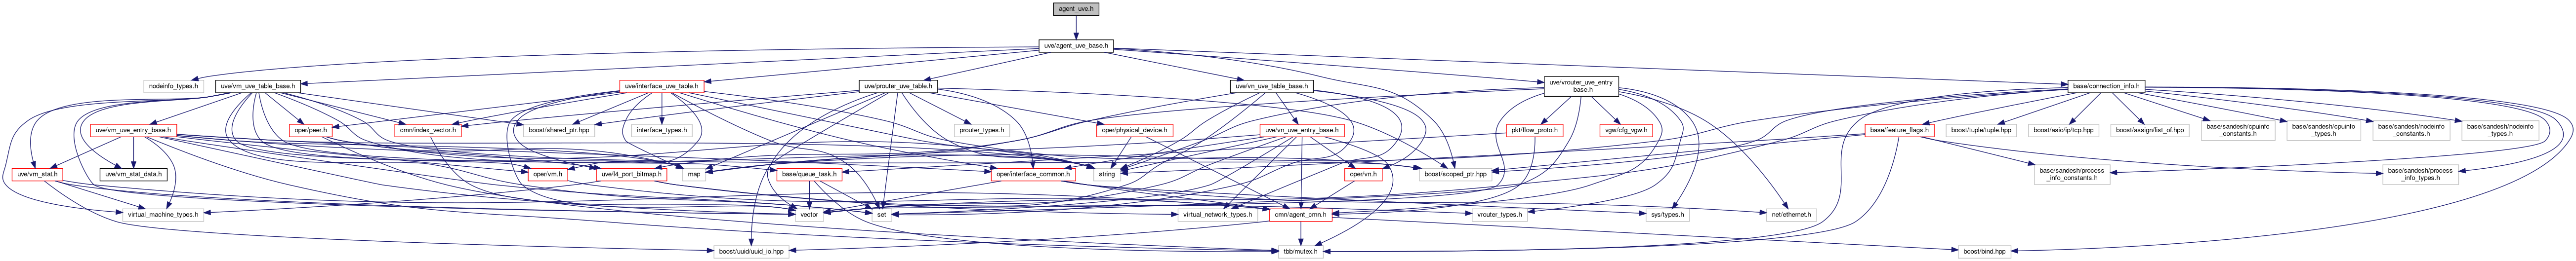 agent_uve.h
uve/agent_uve_base.h
nodeinfo_types.h
uve/vm_uve_table_base.h
uve/interface_uve_table.h
uve/prouter_uve_table.h
uve/vn_uve_table_base.h
uve/vrouter_uve_entry
_base.h
base/connection_info.h
uve/vm_uve_entry_base.h
oper/peer.h
cmn/index_vector.h
boost/shared_ptr.hpp
interface_types.h
prouter_types.h
oper/physical_device.h
uve/vn_uve_entry_base.h
pkt/flow_proto.h
vgw/cfg_vgw.h
base/feature_flags.h
boost/tuple/tuple.hpp
boost/asio/ip/tcp.hpp
boost/assign/list_of.hpp
base/sandesh/cpuinfo
_constants.h
base/sandesh/cpuinfo
_types.h
base/sandesh/nodeinfo
_constants.h
base/sandesh/nodeinfo
_types.h
uve/vm_stat.h
uve/vm_stat_data.h
oper/vm.h
uve/l4_port_bitmap.h
map
base/queue_task.h
oper/interface_common.h
string
oper/vn.h
boost/scoped_ptr.hpp
base/sandesh/process
_info_constants.h
base/sandesh/process
_info_types.h
virtual_machine_types.h
vector
set
virtual_network_types.h
cmn/agent_cmn.h
vrouter_types.h
sys/types.h
net/ethernet.h
boost/uuid/uuid_io.hpp
tbb/mutex.h
boost/bind.hpp